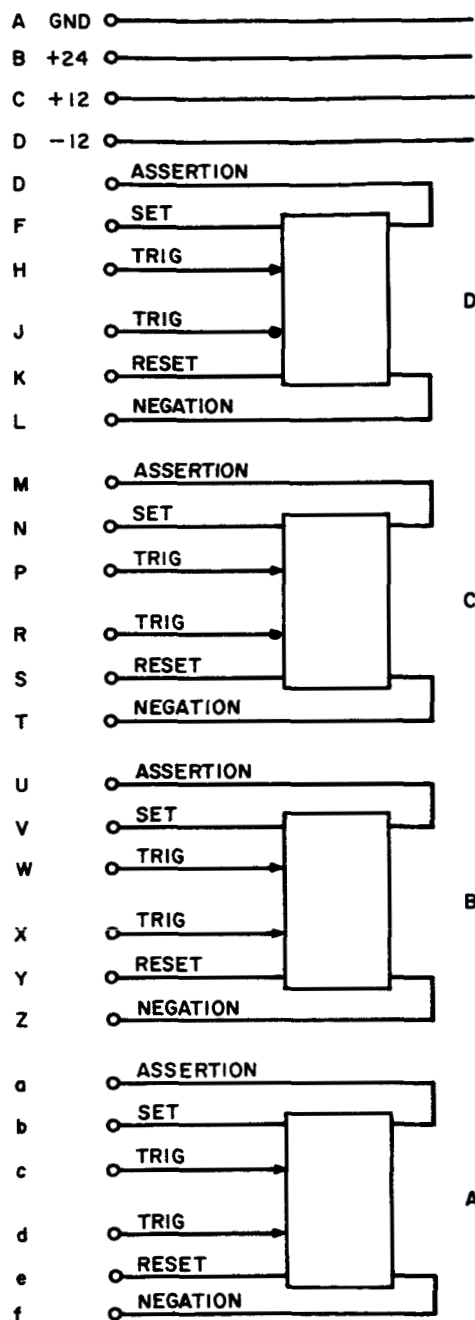 A GND
B +24
C +12
D -12
D ASSERTION
F SET
H TRIG
D
J TRIG
K RESET
L NEGATION
M ASSERTION
N SET
P TRIG
C
R TRIG
S RESET
T NEGATION
U ASSERTION
V SET
W TRIG
B
X TRIG
Y RESET
Z NEGATION
a ASSERTION
b SET
c TRIG
A
d TRIG
e RESET
f NEGATION